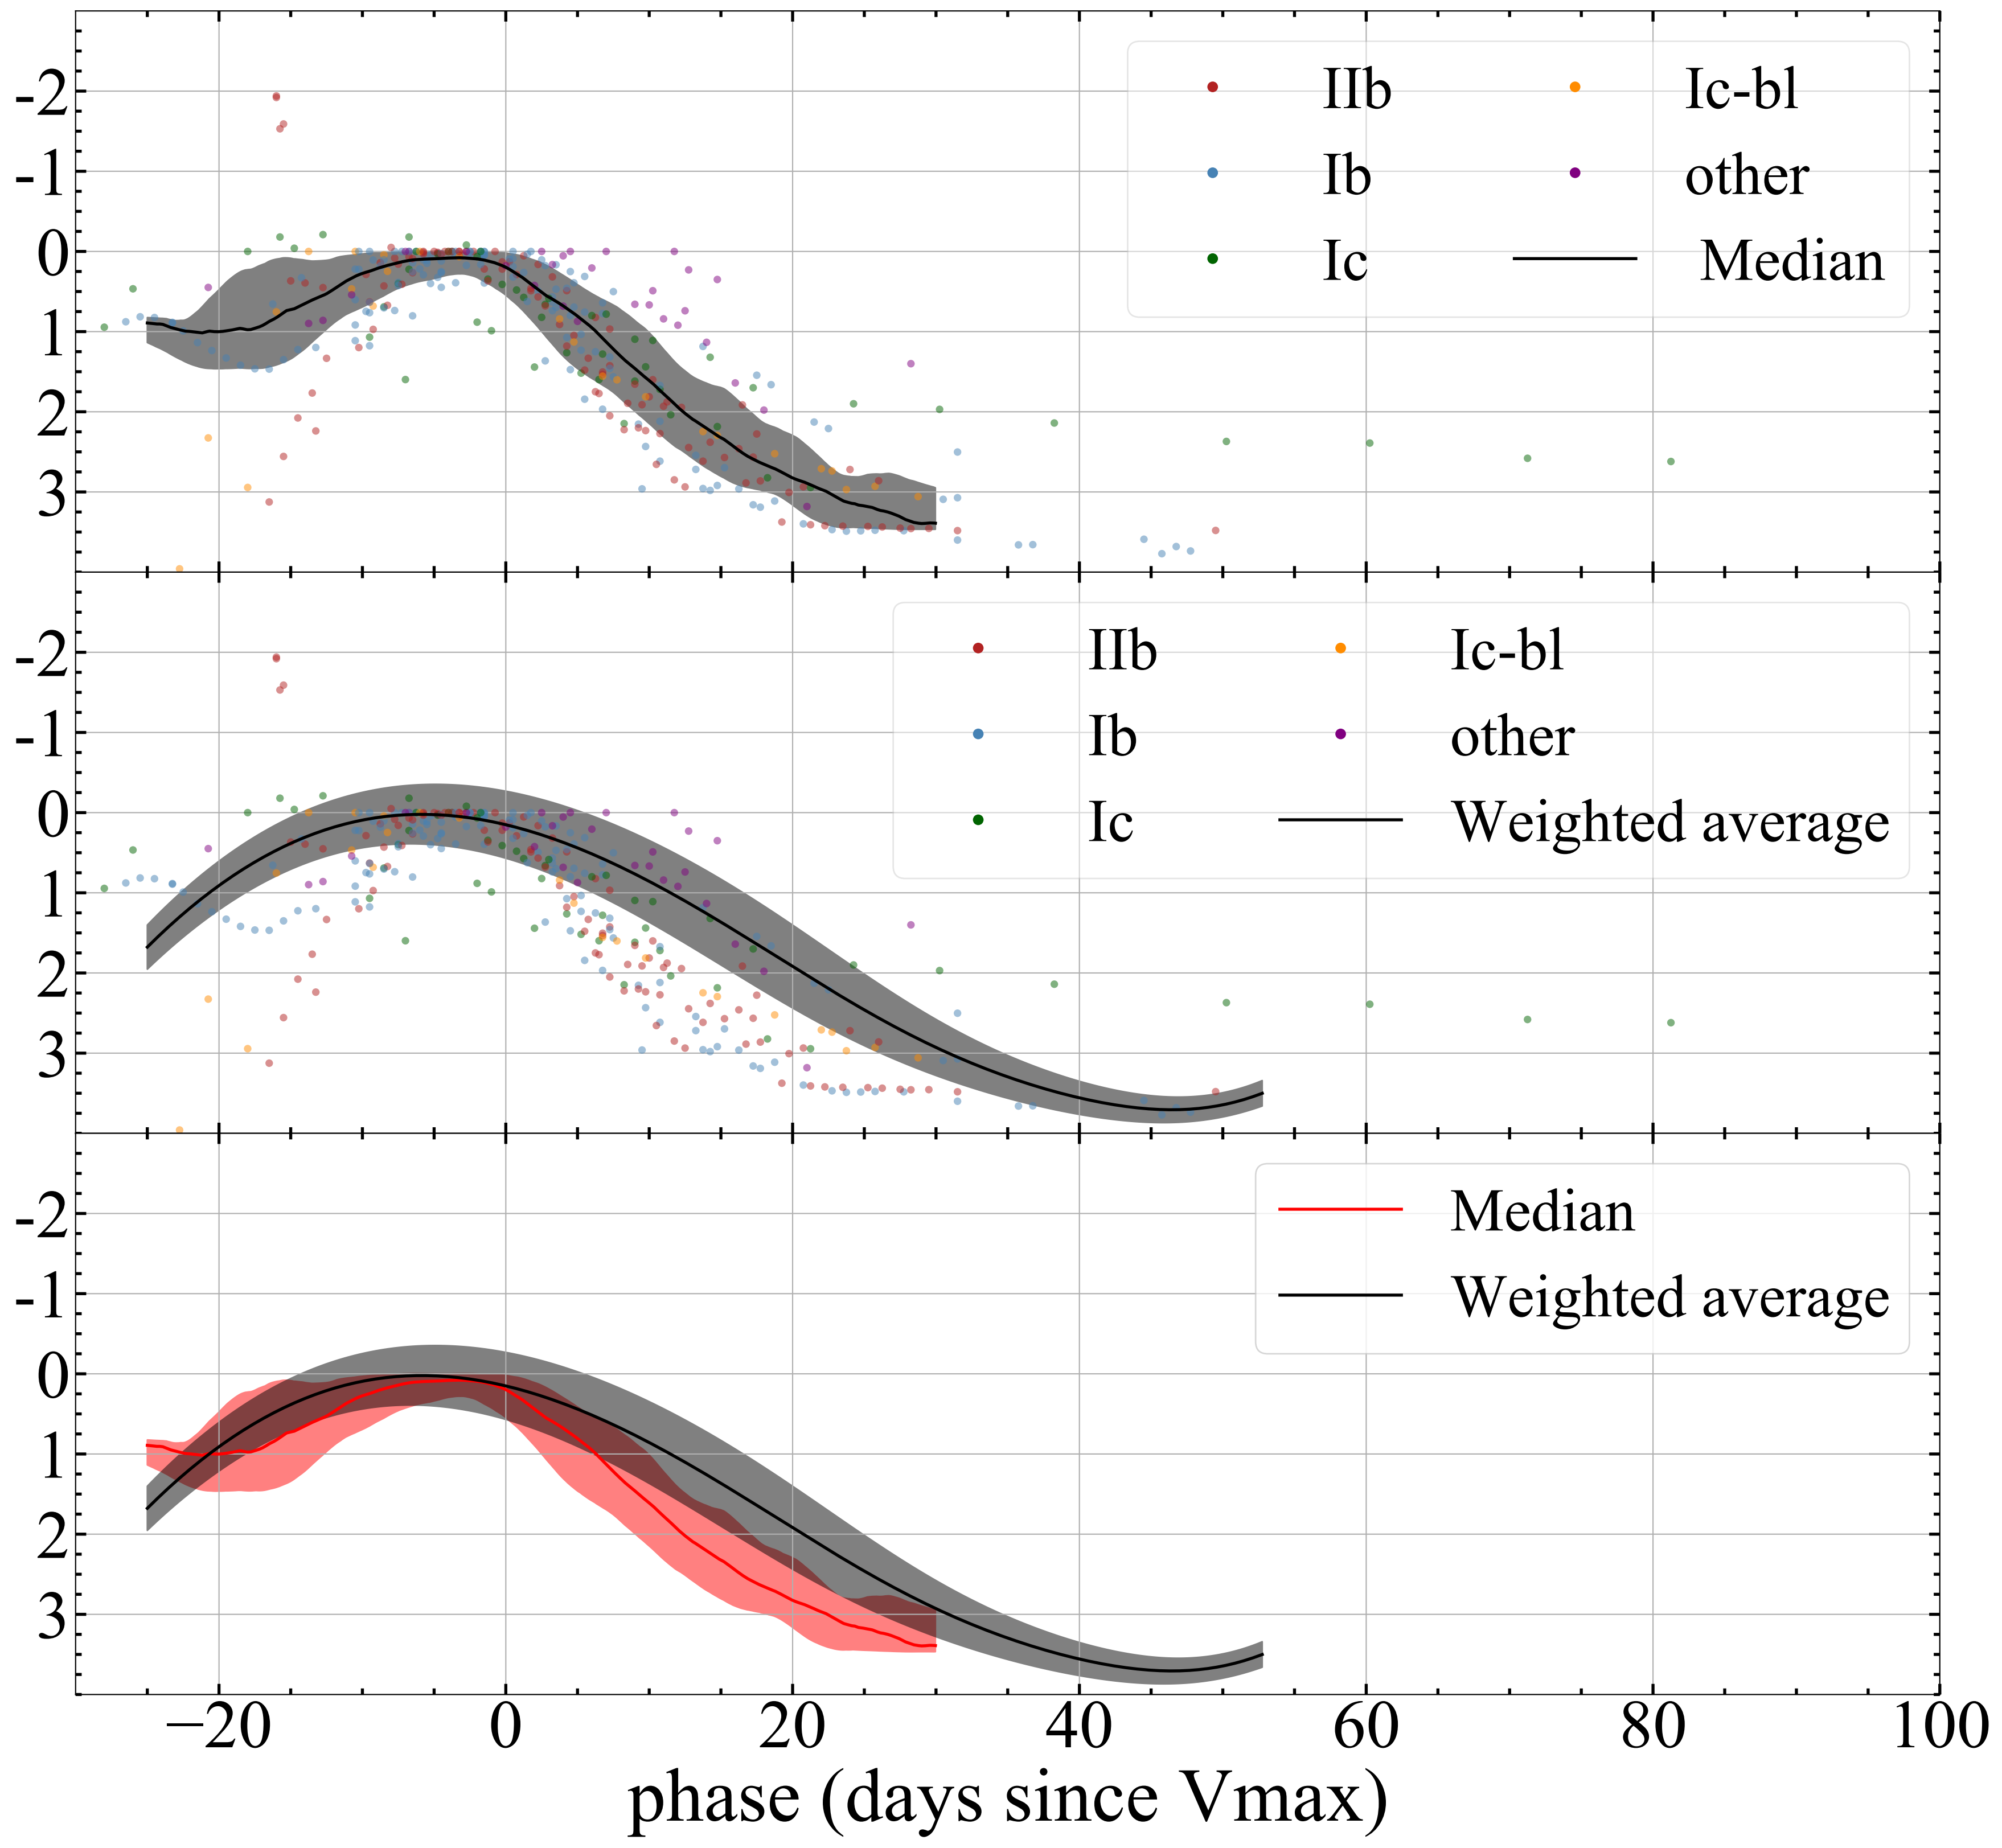 -2
-1
0
1
2
3
IIb Ic-bl
Ib other
Ic Median
-2
-1
0
1
2
3
IIb Ic-bl
Ib other
Ic Weighted average
-2
-1
0
1
2
3
Median
Weighted average
−20 0 20 40 60 80 100
phase (days since Vmax)